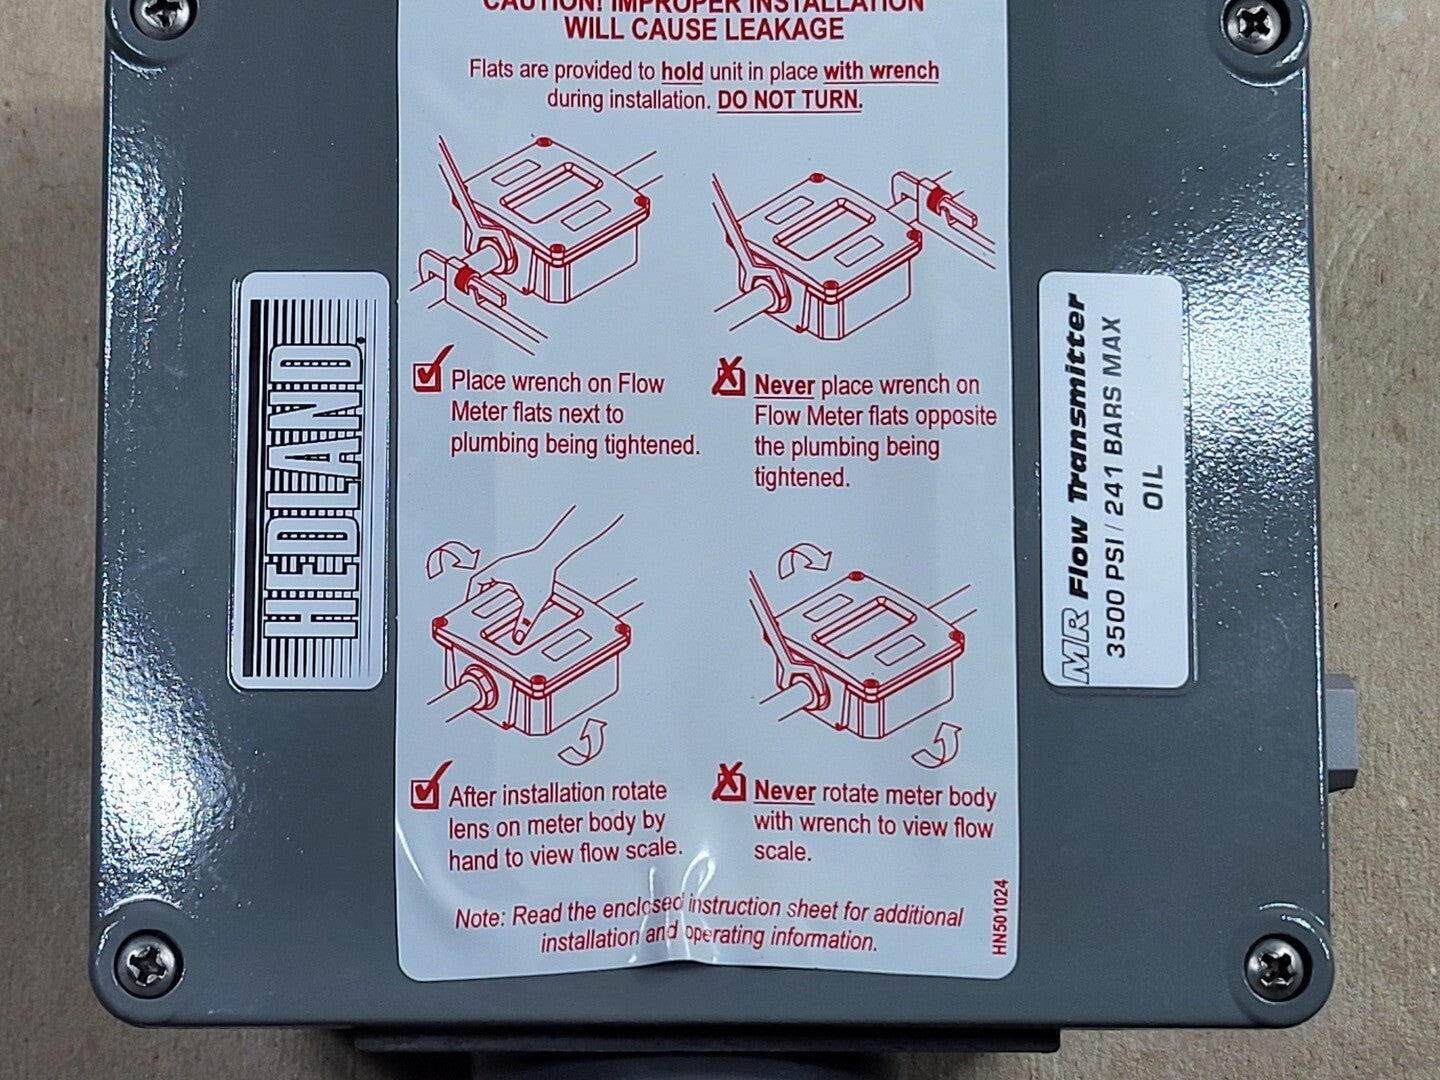 CAUTION! IMPROPER INSTALLATION
WILL CAUSE LEAKAGE
Flats are provided to hold unit in place with wrench
during installation. DO NOT TURN.
Place wrench on Flow
Meter flats next to
plumbing being tightened.
Never place wrench on
Flow Meter flats opposite
the plumbing being
tightened.
After installation rotate
lens on meter body by
hand to view flow scale.
Never rotate meter body
with wrench to view flow
scale.
Note: Read the enclosed instruction sheet for additional
installation and operating information.
HN501024
HEDLAND®
MR Flow Transmitter
3500 PSI / 241 BARS MAX
OIL